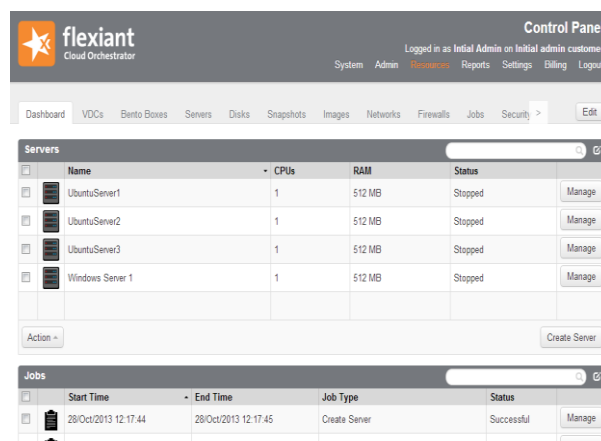 flexiant
Cloud Orchestrator
Control Pane
Logged in as Intial Admin on Initial admin custome
System Admin Resources Reports Settings Billing Logou
Dashboard VDCs Bento Boxes Servers Disks Snapshots Images Networks Firewalls Jobs Security > Edit
Servers
Name CPUs RAM Status
UbuntuServer1 1 512 MB Stopped Manage
UbuntuServer2 1 512 MB Stopped Manage
UbuntuServer3 1 512 MB Stopped Manage
Windows Server 1 1 512 MB Stopped Manage
Action Create Server
Jobs
Start Time End Time Job Type Status
28/Oct/2013 12:17:44 28/Oct/2013 12:17:45 Create Server Successful Manage